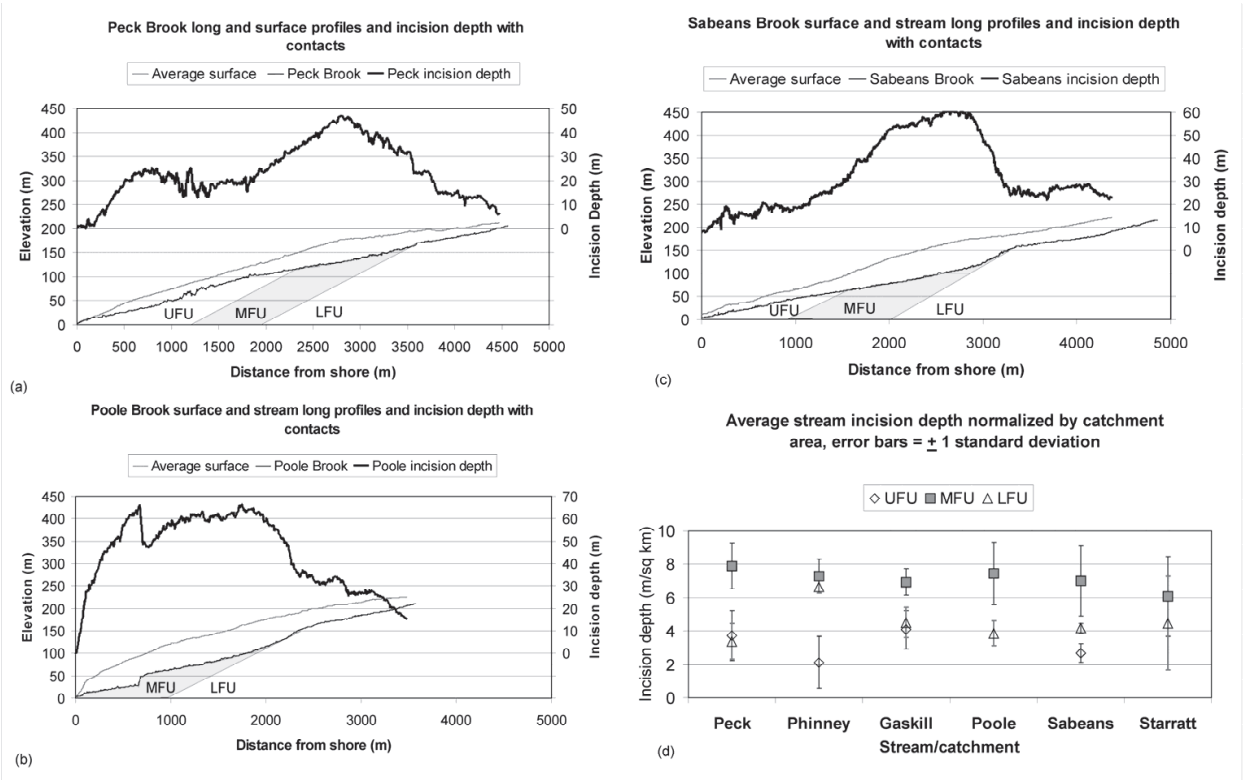 Peck Brook long and surface profiles and incision depth with
contacts
Average surface Peck Brook Peck incision depth
450
400
350
300
250
200
150
100
50
0
Elevation (m)
50
40
30
20
10
0
Incision Depth (m)
UFU MFU LFU
0 500 1000 1500 2000 2500 3000 3500 4000 4500 5000
Distance from shore (m)
(a)
Sabeans Brook surface and stream long profiles and incision depth
with contacts
Average surface Sabeans Brook Sabeans incision depth
450
400
350
300
250
200
150
100
50
0
Elevation (m)
60
50
40
30
20
10
0
Incision depth (m)
UFU MFU LFU
0 1000 2000 3000 4000 5000
Distance from shore (m)
(c)
Poole Brook surface and stream long profiles and incision depth with
contacts
Average surface Poole Brook Poole incision depth
450
400
350
300
250
200
150
100
50
0
Elevation (m)
70
60
50
40
30
20
10
0
Incision depth (m)
MFU LFU
0 1000 2000 3000 4000 5000
Distance from shore (m)
(b)
Average stream incision depth normalized by catchment
area, error bars = ± 1 standard deviation
UFU MFU LFU
10
8
6
4
2
0
Incision depth (m/sq km)
Peck Phinney Gaskill Poole Sabeans Starratt
Stream/catchment
(d)